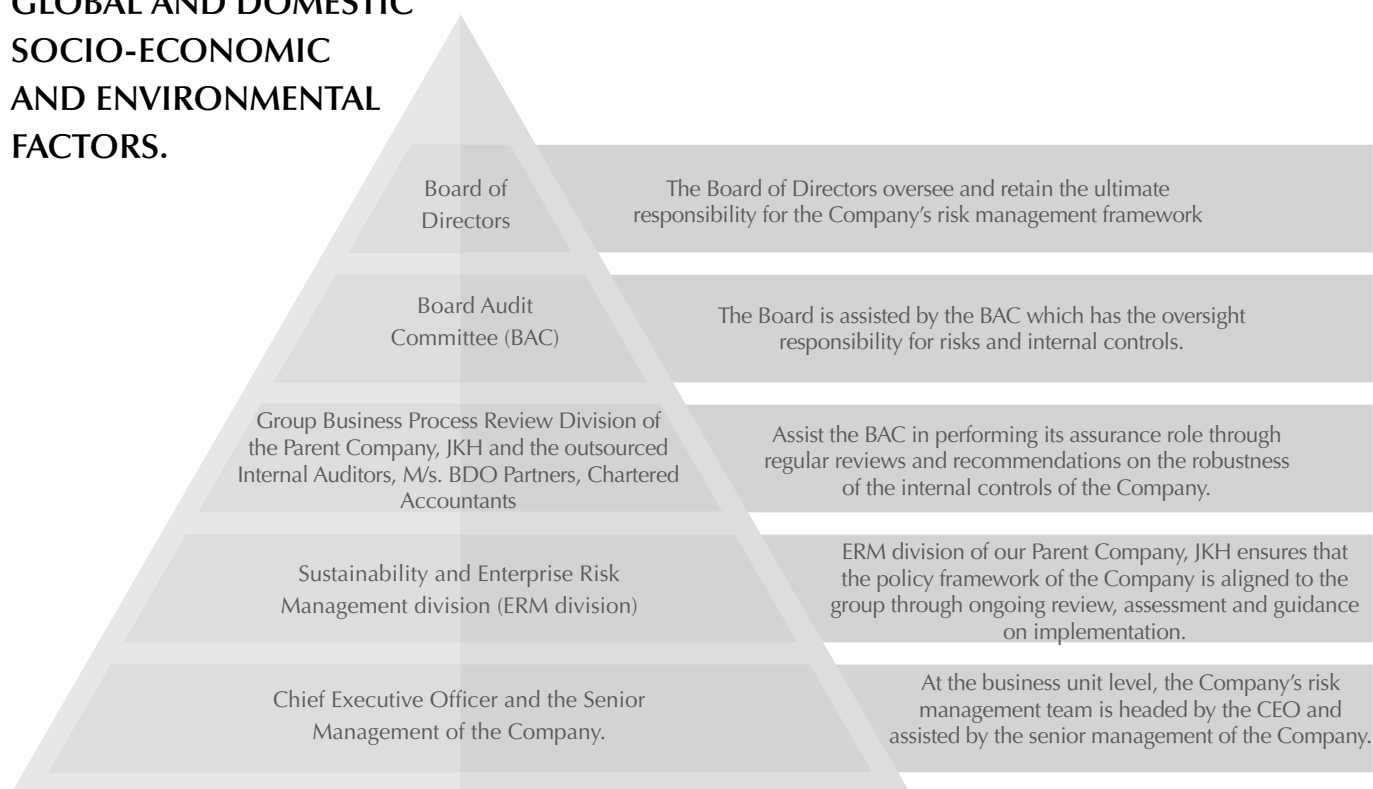 GLOBAL AND DOMESTIC
SOCIO-ECONOMIC
AND ENVIRONMENTAL
FACTORS.
Board of
Directors
The Board of Directors oversee and retain the ultimate
responsibility for the Company's risk management framework
Board Audit
Committee (BAC)
The Board is assisted by the BAC which has the oversight
responsibility for risks and internal controls.
Group Business Process Review Division of
the Parent Company, JKH and the outsourced
Internal Auditors, M/s. BDO Partners, Chartered
Accountants
Assist the BAC in performing its assurance role through
regular reviews and recommendations on the robustness
of the internal controls of the Company.
Sustainability and Enterprise Risk
Management division (ERM division)
ERM division of our Parent Company, JKH ensures that
the policy framework of the Company is aligned to the
group through ongoing review, assessment and guidance
on implementation.
Chief Executive Officer and the Senior
Management of the Company.
At the business unit level, the Company's risk
management team is headed by the CEO and
assisted by the senior management of the Company.